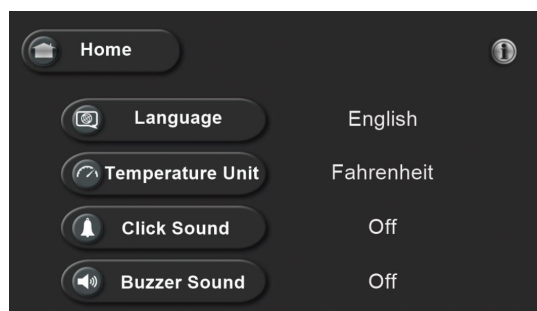 Home
Language English
Temperature Unit Fahrenheit
Click Sound Off
Buzzer Sound Off